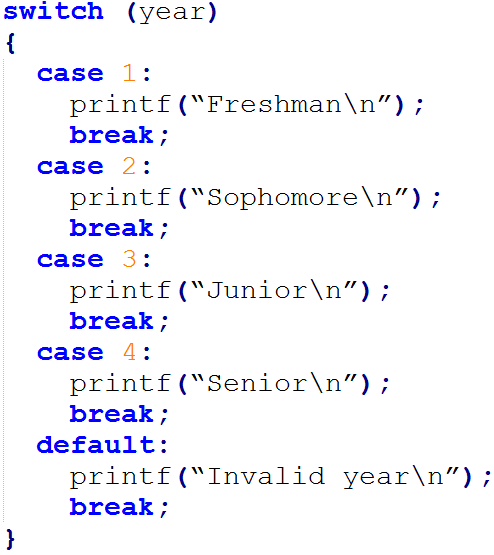 switch (year)
{
  case 1:
    printf(“Freshman\n”);
    break;
  case 2:
    printf(“Sophomore\n”);
    break;
  case 3:
    printf(“Junior\n”);
    break;
  case 4:
    printf(“Senior\n”);
    break;
  default:
    printf(“Invalid year\n”);
    break;
}